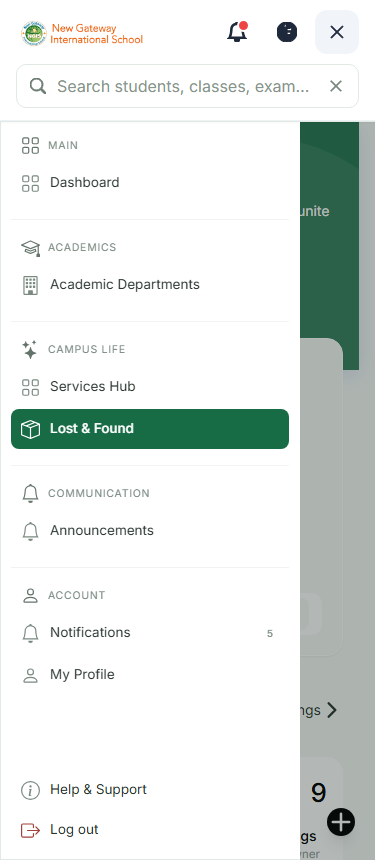 New Gateway
International School
Search students, classes, exam...
MAIN
Dashboard
unite
ACADEMICS
Academic Departments
CAMPUS LIFE
Services Hub
Lost & Found
COMMUNICATION
Announcements
ACCOUNT
Notifications 5
My Profile
ngs
Help & Support
9
Log out
gs
ner